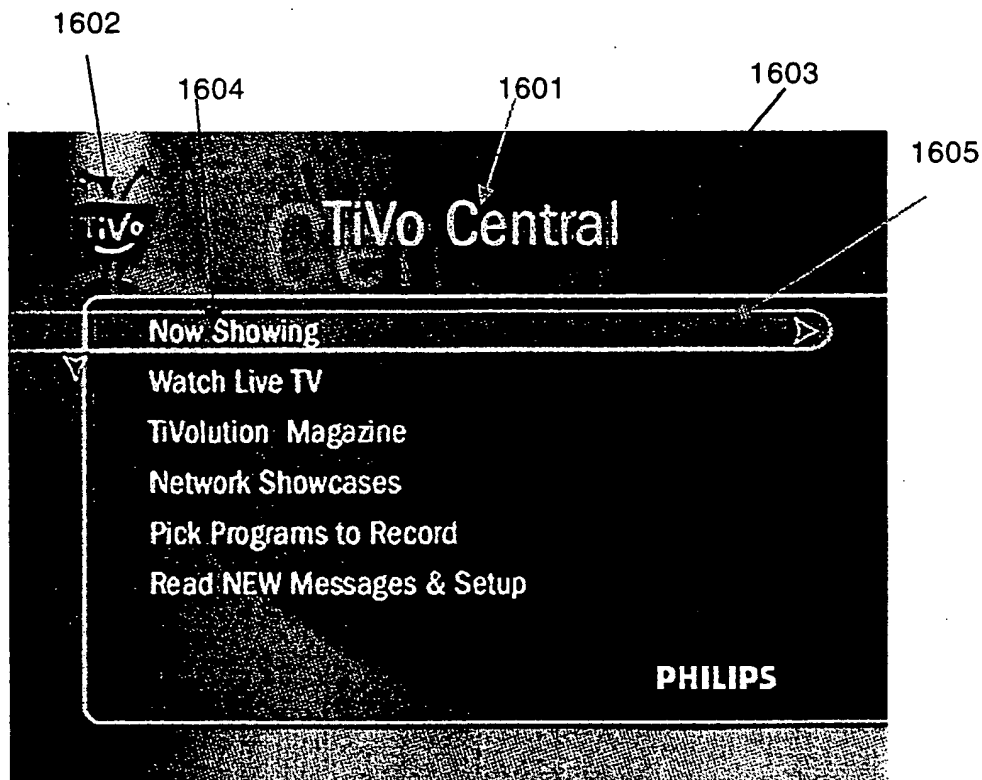 1602
1604
1601
1603
1605
TiVo
TiVo Central
Cen
Now Showing
Watch Live TV
TiVolution Magazine
Network Showcases
Pick Programs to Record
Read NEW Messages & Setup
PHILIPS